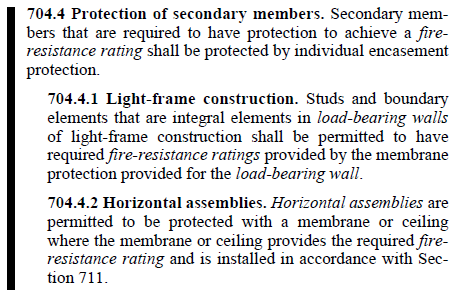 704.4 Protection of secondary members. Secondary mem-
bers that are required to have protection to achieve a fire-
resistance rating shall be protected by individual encasement
protection.
704.4.1 Light-frame construction. Studs and boundary
elements that are integral elements in load-bearing walls
of light-frame construction shall be permitted to have
required fire-resistance ratings provided by the membrane
protection provided for the load-bearing wall.
704.4.2 Horizontal assemblies. Horizontal assemblies are
permitted to be protected with a membrane or ceiling
where the membrane or ceiling provides the required fire-
resistance rating and is installed in accordance with Sec-
tion 711.